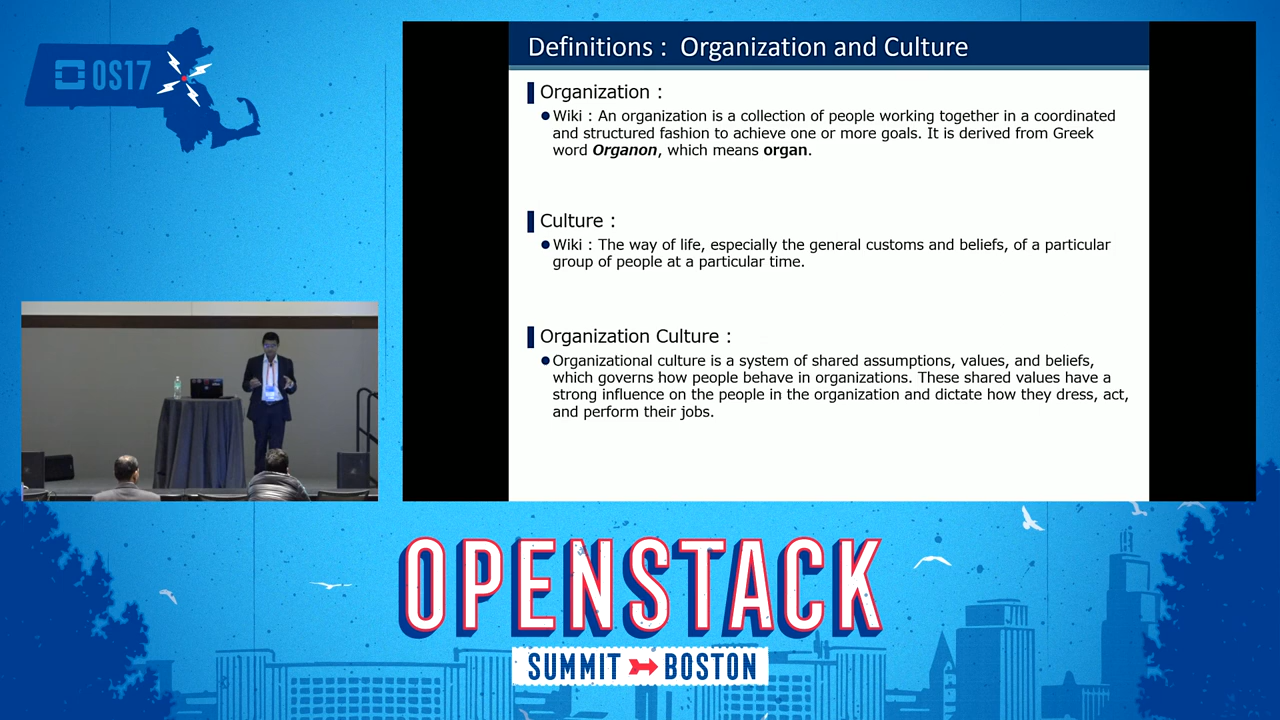 OS17
Definitions : Organization and Culture
Organization :
Wiki : An organization is a collection of people working together in a coordinated
and structured fashion to achieve one or more goals. It is derived from Greek
word Organon, which means organ.
Culture :
Wiki : The way of life, especially the general customs and beliefs, of a particular
group of people at a particular time.
Organization Culture :
Organizational culture is a system of shared assumptions, values, and beliefs,
which governs how people behave in organizations. These shared values have a
strong influence on the people in the organization and dictate how they dress, act,
and perform their jobs.
OPENSTACK
SUMMIT BOSTON